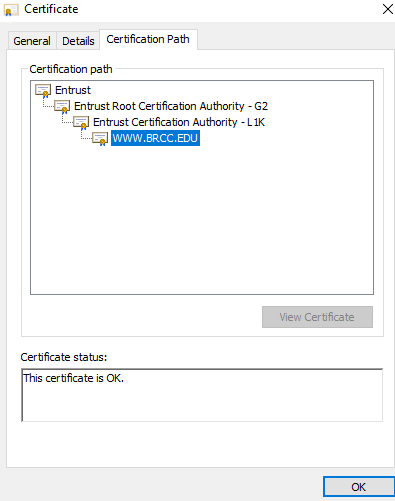 Certificate
General
Details
Certification Path
Certification path
Entrust
Entrust Root Certification Authority - G2
Entrust Certification Authority - L1K
WWW.BRCC.EDU
View Certificate
Certificate status:
This certificate is OK.
OK